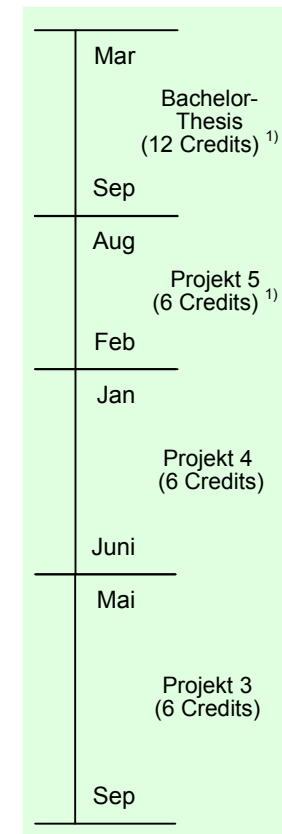 Mar
Bachelor-
Thesis
(12 Credits) 1)
Sep
Aug
Projekt 5
(6 Credits) 1)
Feb
Jan
Projekt 4
(6 Credits)
Juni
Mai
Projekt 3
(6 Credits)
Sep